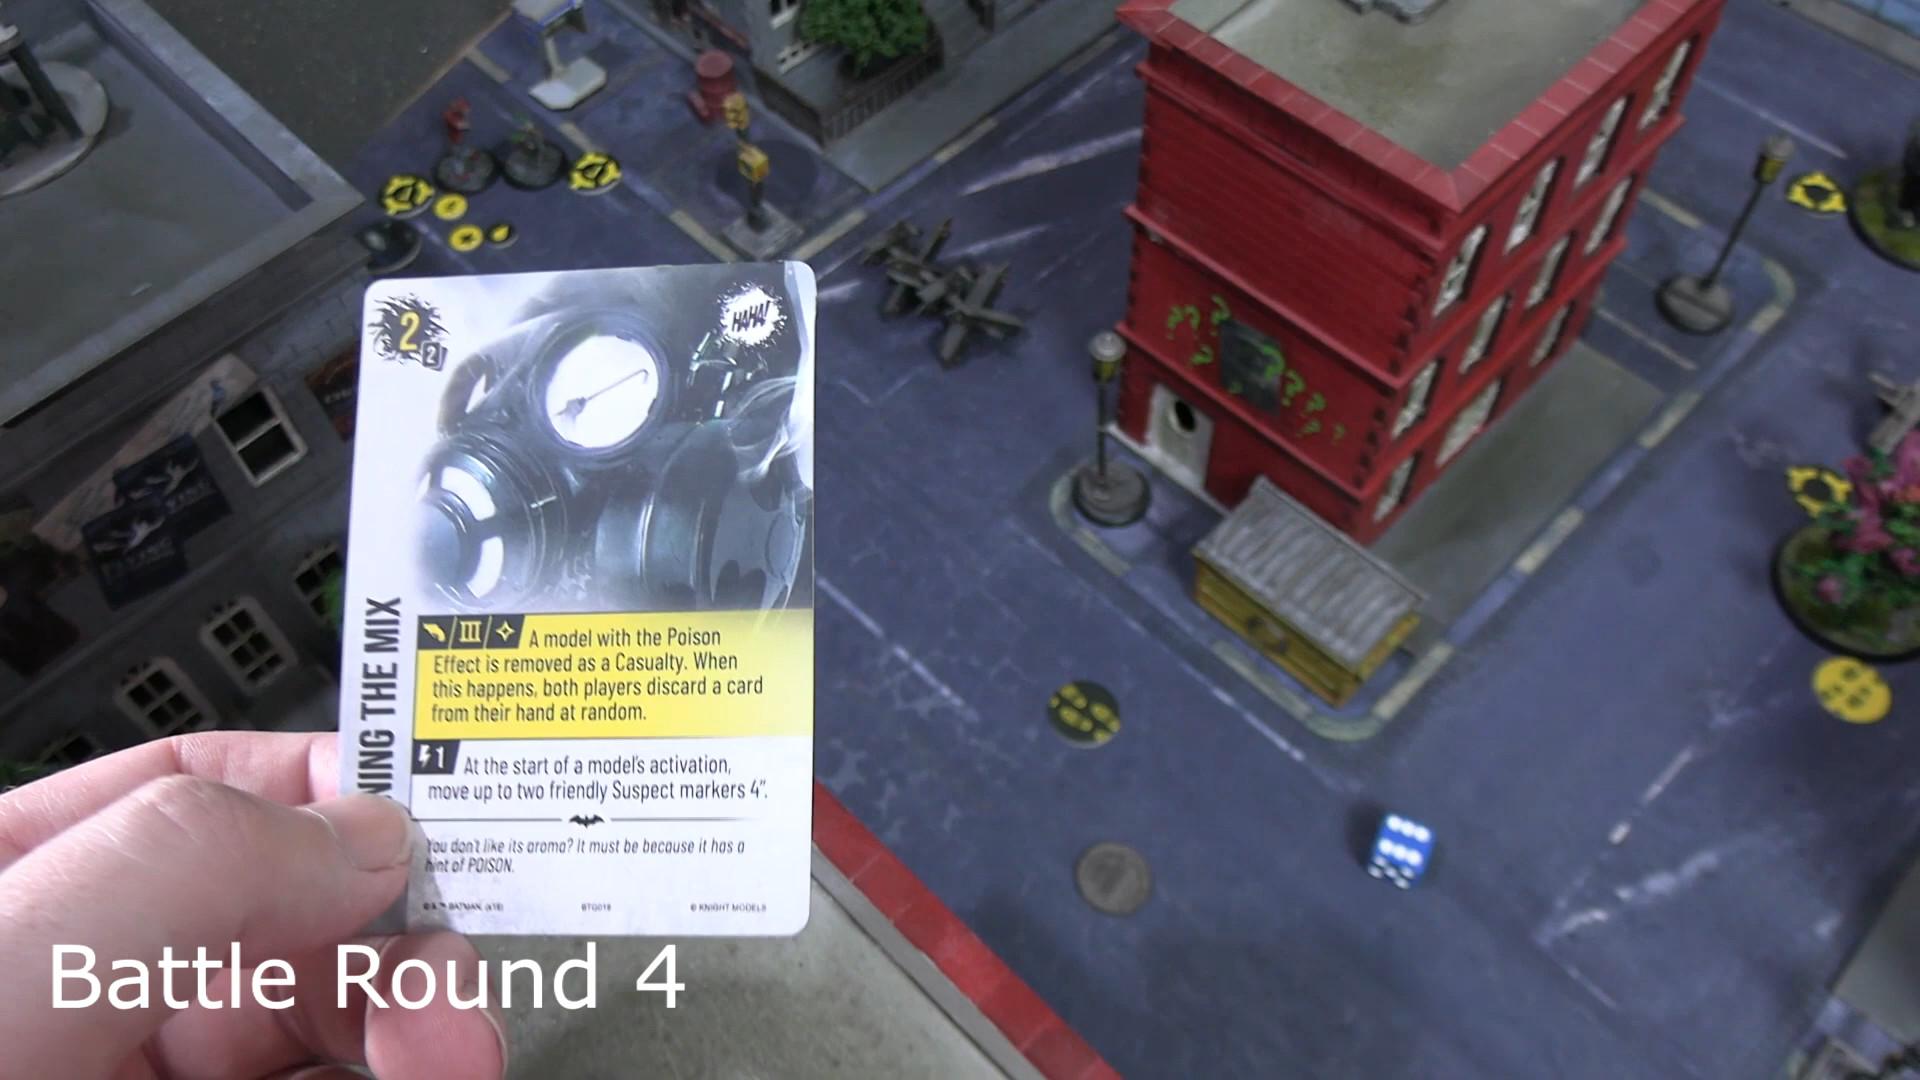 2
2
HAHA!
NING THE MIX
III
A model with the Poison
Effect is removed as a Casualty. When
this happens, both players discard a card
from their hand at random.
1
At the start of a model's activation,
move up to two friendly Suspect markers 4".
You don't like its aroma? It must be because it has a
hint of POISON.
BTG018
© KNIGHT MODELS
Battle Round 4
? ? ?
?
? ? ?
?